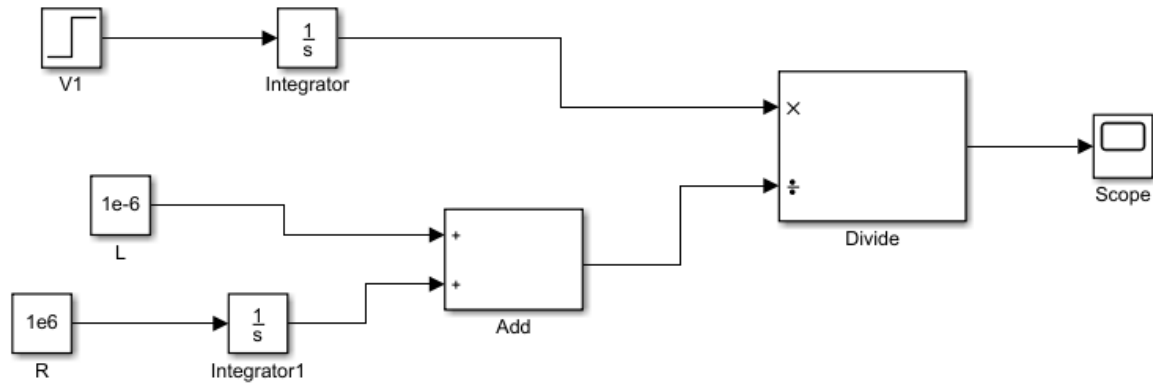 V1
1
s
Integrator
×
÷
Divide
Scope
1e-6
L
+
+
Add
1e6
R
1
s
Integrator1